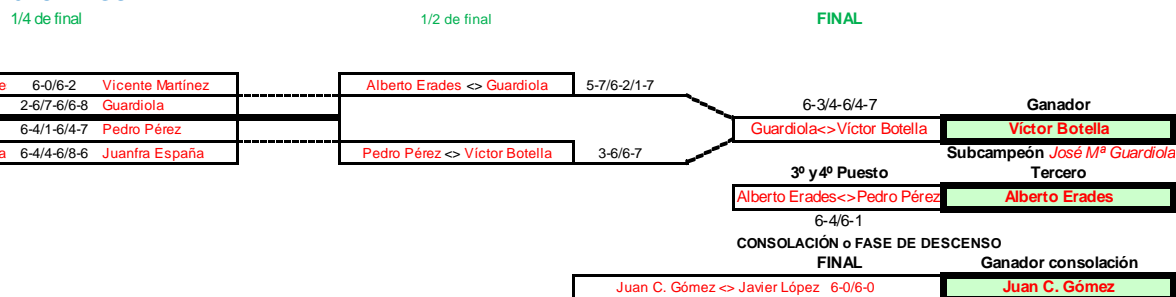 1/4 de final 1/2 de final FINAL
e 6-0/6-2 Vicente Martínez Alberto Erades <> Guardiola 5-7/6-2/1-7
2-6/7-6/6-8 Guardiola 6-3/4-6/4-7 Ganador
6-4/1-6/4-7 Pedro Pérez Guardiola<>Víctor Botella Víctor Botella
a 6-4/4-6/8-6 Juanfra España Pedro Pérez <> Víctor Botella 3-6/6-7 Subcampeón José Mª Guardiola
3º y 4º Puesto Tercero
Alberto Erades<>Pedro Pérez Alberto Erades
6-4/6-1
CONSOLACIÓN o FASE DE DESCENSO
FINAL Ganador consolación
Juan C. Gómez <> Javier López 6-0/6-0 Juan C. Gómez